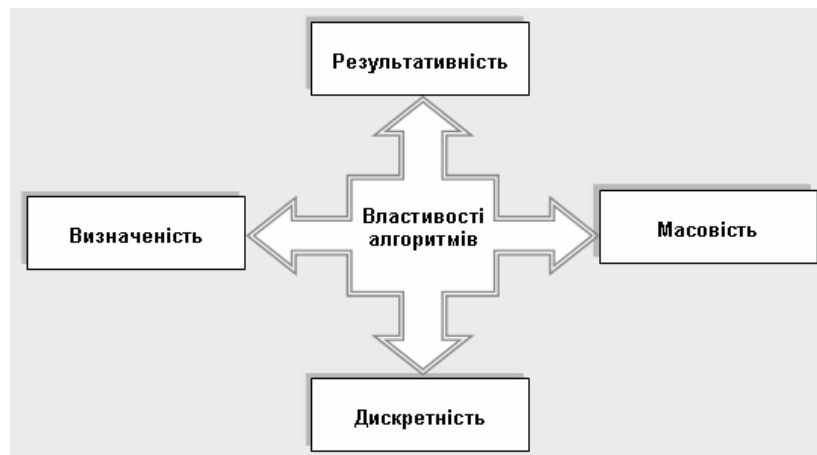 Результативність
Визначеність
Властивості
алгоритмів
Масовість
Дискретність